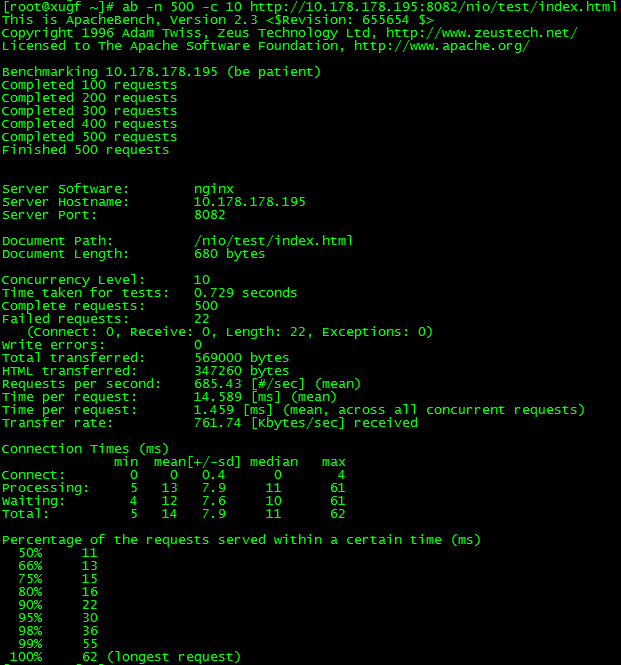 [root@xugf ~]# ab -n 500 -c 10 http://10.178.178.195:8082/nio/test/index.html
This is ApacheBench, Version 2.3 <$Revision: 655654 $>
Copyright 1996 Adam Twiss, Zeus Technology Ltd, http://www.zeustech.net/
Licensed to The Apache Software Foundation, http://www.apache.org/

Benchmarking 10.178.178.195 (be patient)
Completed 100 requests
Completed 200 requests
Completed 300 requests
Completed 400 requests
Completed 500 requests
Finished 500 requests


Server Software:        nginx
Server Hostname:        10.178.178.195
Server Port:            8082

Document Path:          /nio/test/index.html
Document Length:        680 bytes

Concurrency Level:      10
Time taken for tests:   0.729 seconds
Complete requests:      500
Failed requests:        22
   (Connect: 0, Receive: 0, Length: 22, Exceptions: 0)
Write errors:           0
Total transferred:      569000 bytes
HTML transferred:       347260 bytes
Requests per second:    685.43 [#/sec] (mean)
Time per request:       14.589 [ms] (mean)
Time per request:       1.459 [ms] (mean, across all concurrent requests)
Transfer rate:          761.74 [Kbytes/sec] received

Connection Times (ms)
              min  mean[+/-sd] median   max
Connect:        0    0   0.4      0       4
Processing:     5   13   7.9     11      61
Waiting:        4   12   7.6     10      61
Total:          5   14   7.9     11      62

Percentage of the requests served within a certain time (ms)
  50%     11
  66%     13
  75%     15
  80%     16
  90%     22
  95%     30
  98%     36
  99%     55
 100%     62 (longest request)